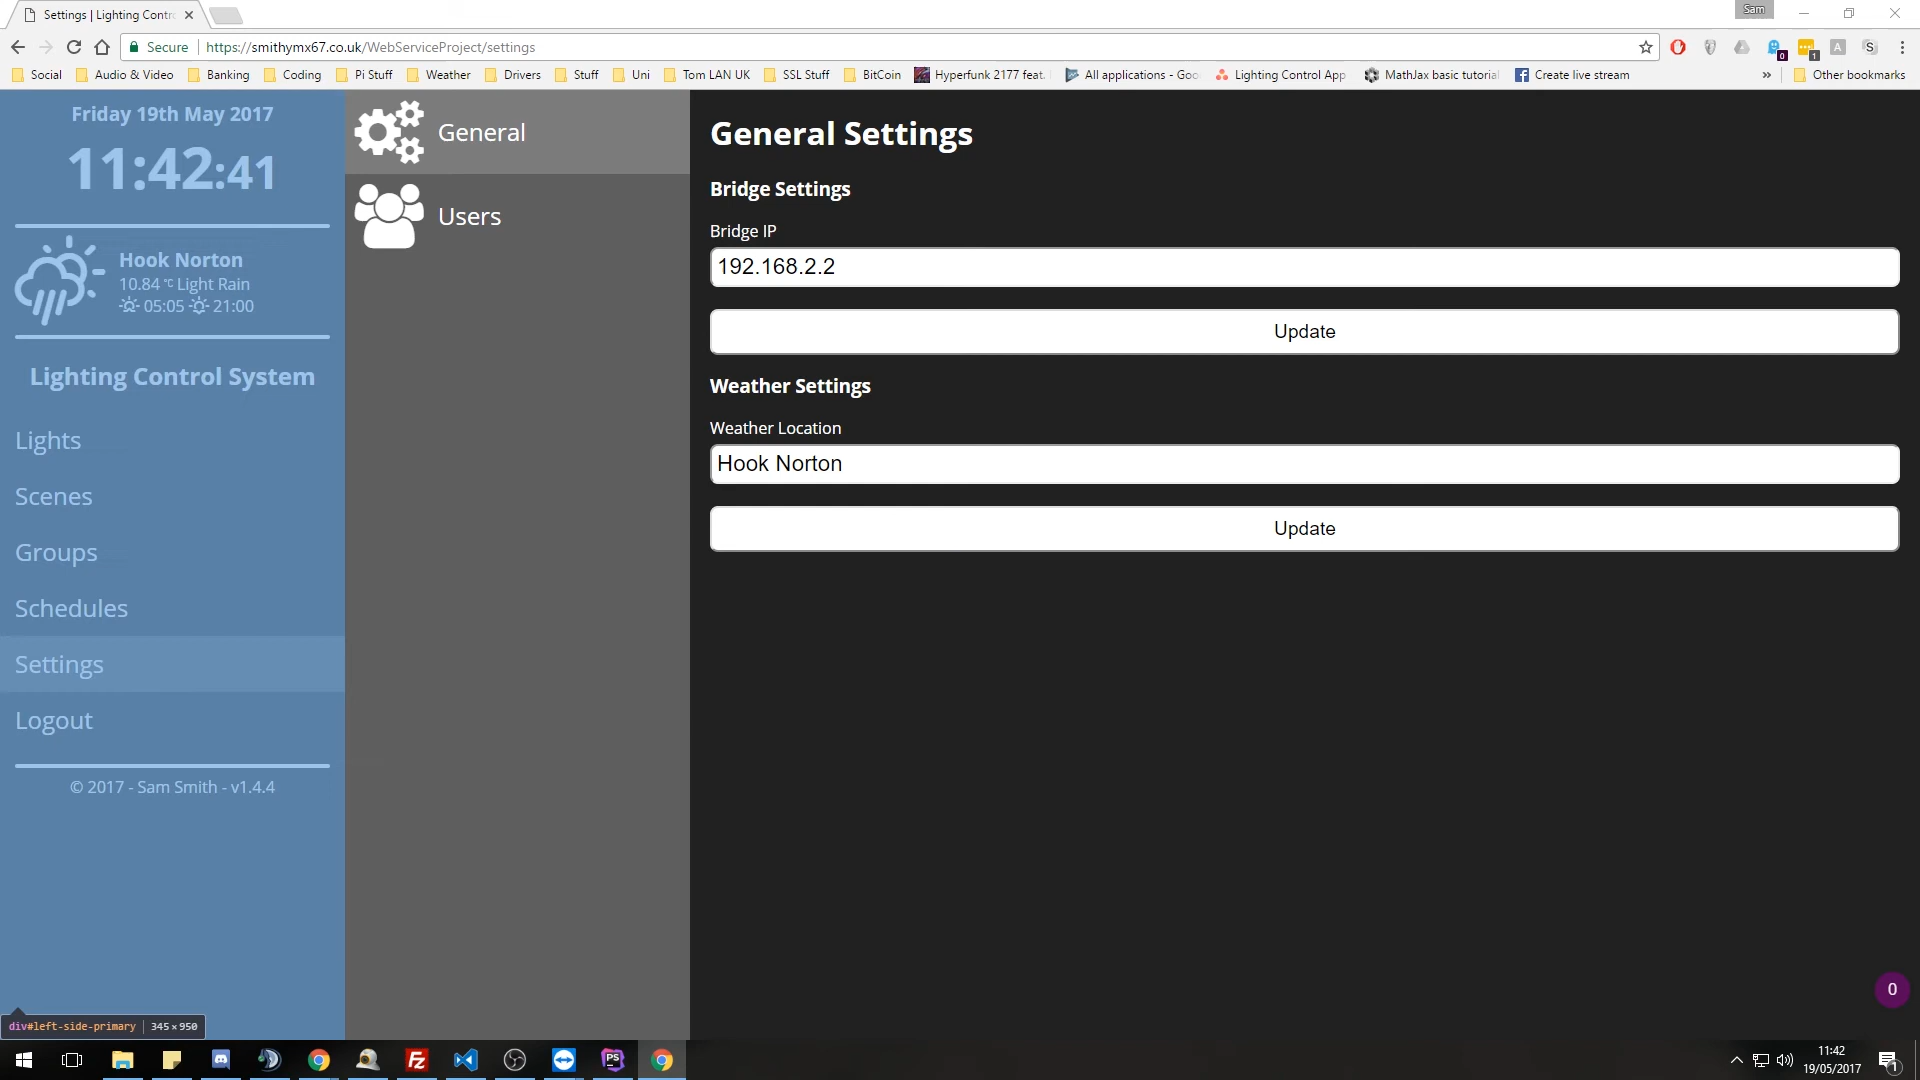 Settings | Lighting Contr
Sam
Secure
https://smithymx67.co.uk/WebServiceProject/settings
0
1
A
S
Social
Audio & Video
Banking
Coding
Pi Stuff
Weather
Drivers
Stuff
Uni
Tom LAN UK
SSL Stuff
BitCoin
Hyperfunk 2177 feat.
All applications - Goo
Lighting Control App
MathJax basic tutorial
Create live stream
»
Other bookmarks
Friday 19th May 2017
11:42:41
Hook Norton
10.84 °C Light Rain
05:05
21:00
Lighting Control System
Lights
Scenes
Groups
Schedules
Settings
Logout
© 2017 - Sam Smith - v1.4.4
General
Users
General Settings
Bridge Settings
Bridge IP
192.168.2.2
Update
Weather Settings
Weather Location
Hook Norton
Update
0
div#left-side-primary
345×950
Fz
PS
11:42
19/05/2017
1